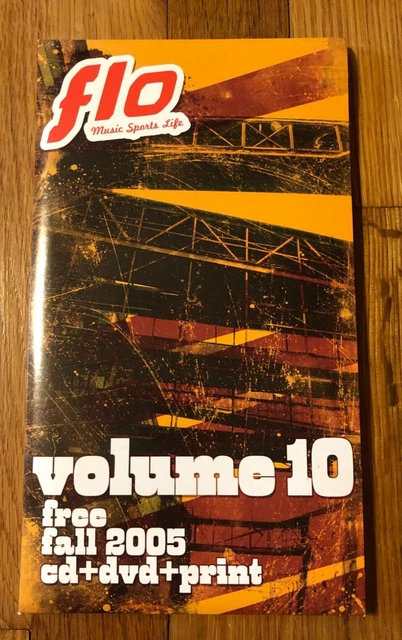 flo
Music Sports Life
volume 10
free
fall 2005
cd+dvd+print